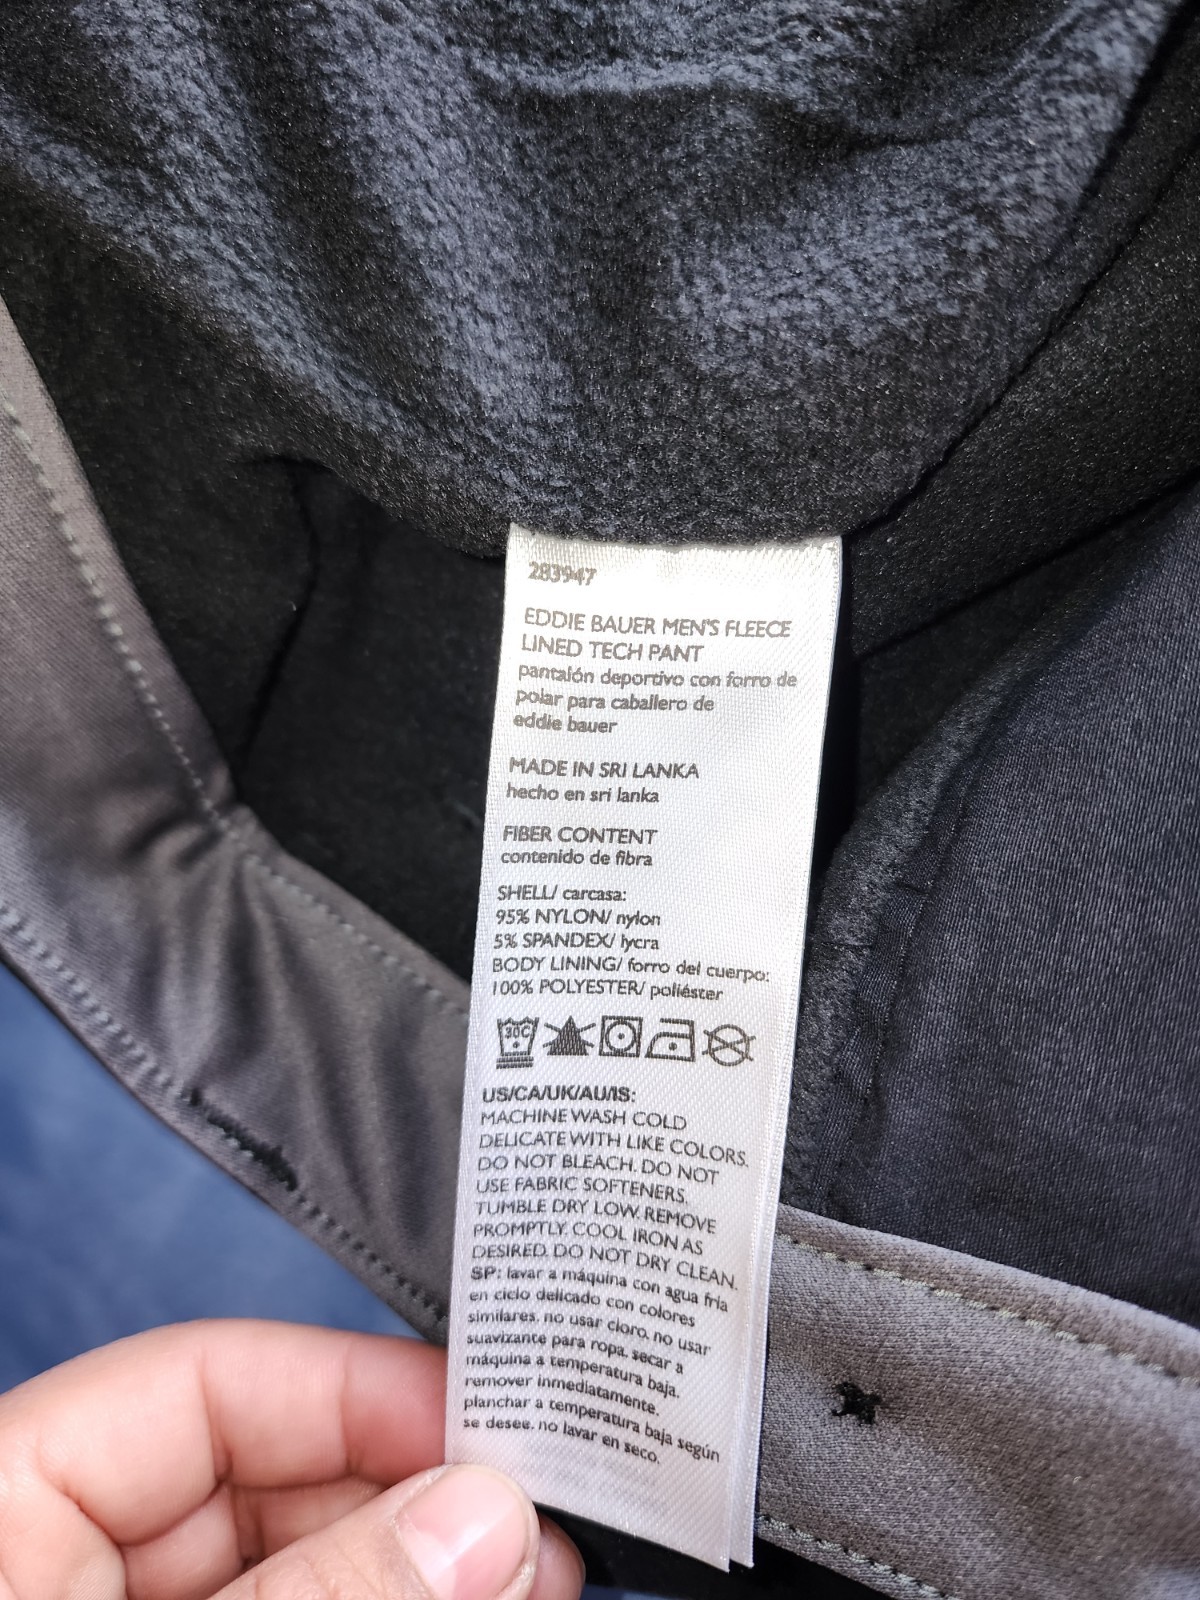 283947
EDDIE BAUER MEN'S FLEECE
LINED TECH PANT
pantalón deportivo con forro de
polar para caballero de
eddie bauer
MADE IN SRI LANKA
hecho en sri lanka
FIBER CONTENT
contenido de fibra
SHELL/ carcasa:
95% NYLON/ nylon
5% SPANDEX/ lycra
BODY LINING/ forro del cuerpo:
100% POLYESTER/ poliéster
30C
US/CA/UK/AU/IS:
MACHINE WASH COLD
DELICATE WITH LIKE COLORS.
DO NOT BLEACH. DO NOT
USE FABRIC SOFTENERS.
TUMBLE DRY LOW. REMOVE
PROMPTLY. COOL IRON AS
DESIRED. DO NOT DRY CLEAN.
SP: lavar a máquina con agua fria
en ciclo delicado con colores
similares. no usar cloro. no usar
suavizante para ropa. secar a
máquina a temperatura baja.
remover inmediatamente.
planchar a temperatura baja según
se desee. no lavar en seco.